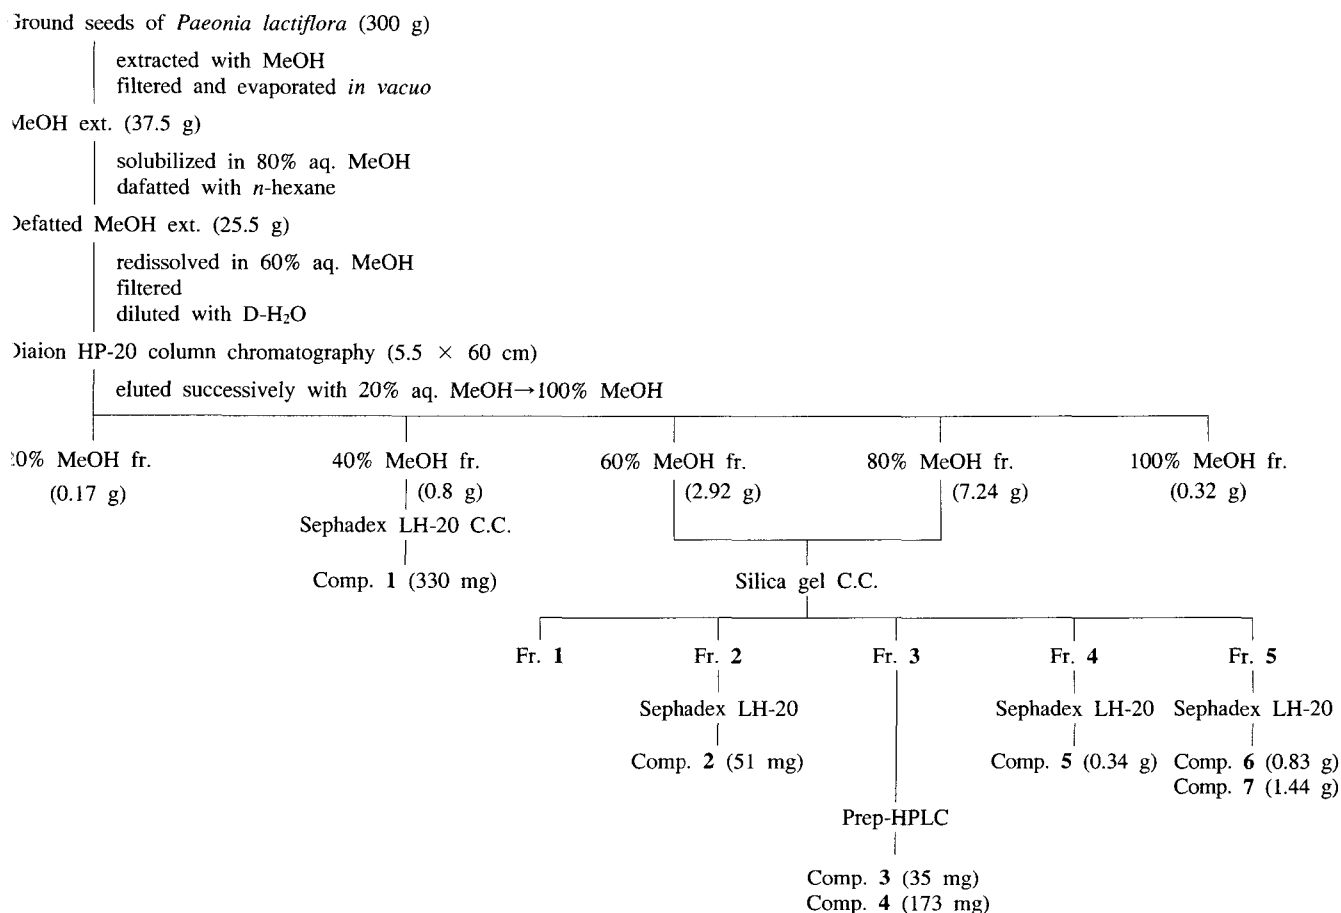 Ground seeds of Paeonia lactiflora (300 g)
extracted with MeOH
filtered and evaporated in vacuo
MeOH ext. (37.5 g)
solubilized in 80% aq. MeOH
dafatted with n-hexane
Defatted MeOH ext. (25.5 g)
redissolved in 60% aq. MeOH
filtered
diluted with D-H₂O
Diaion HP-20 column chromatography (5.5 × 60 cm)
eluted successively with 20% aq. MeOH→100% MeOH
20% MeOH fr. 40% MeOH fr. 60% MeOH fr. 80% MeOH fr. 100% MeOH fr.
(0.17 g) (0.8 g) (2.92 g) (7.24 g) (0.32 g)
Sephadex LH-20 C.C.
Comp. 1 (330 mg) Silica gel C.C.
Fr. 1 Fr. 2 Fr. 3 Fr. 4 Fr. 5
Sephadex LH-20 Sephadex LH-20 Sephadex LH-20
Comp. 2 (51 mg) Comp. 5 (0.34 g) Comp. 6 (0.83 g)
Comp. 7 (1.44 g)
Prep-HPLC
Comp. 3 (35 mg)
Comp. 4 (173 mg)